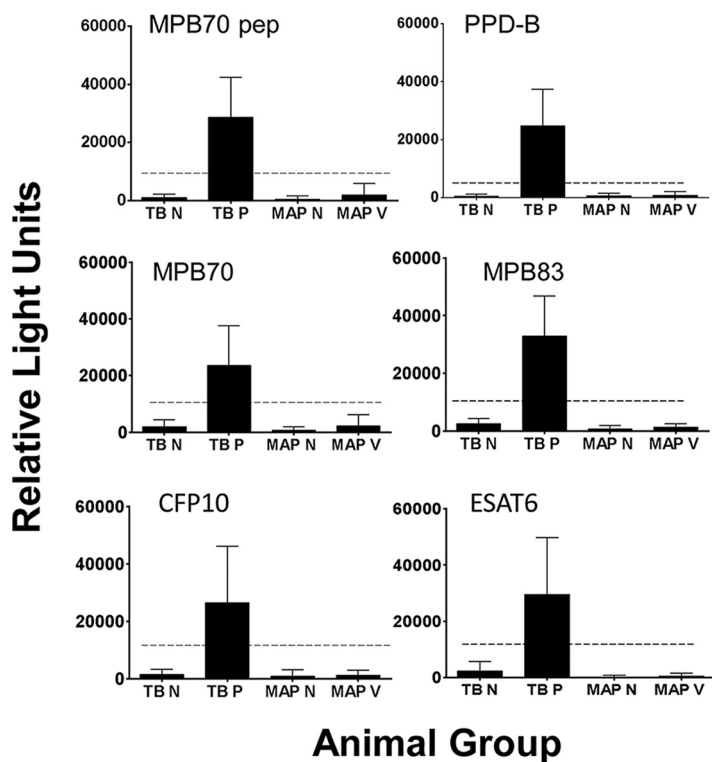 MPB70 pep
60000
40000
20000
0
TB N TB P MAP N MAP V
PPD-B
60000
40000
20000
0
TB N TB P MAP N MAP V
MPB70
60000
40000
20000
0
TB N TB P MAP N MAP V
MPB83
60000
40000
20000
0
TB N TB P MAP N MAP V
CFP10
60000
40000
20000
0
TB N TB P MAP N MAP V
ESAT6
60000
40000
20000
0
TB N TB P MAP N MAP V
Relative Light Units
Animal Group